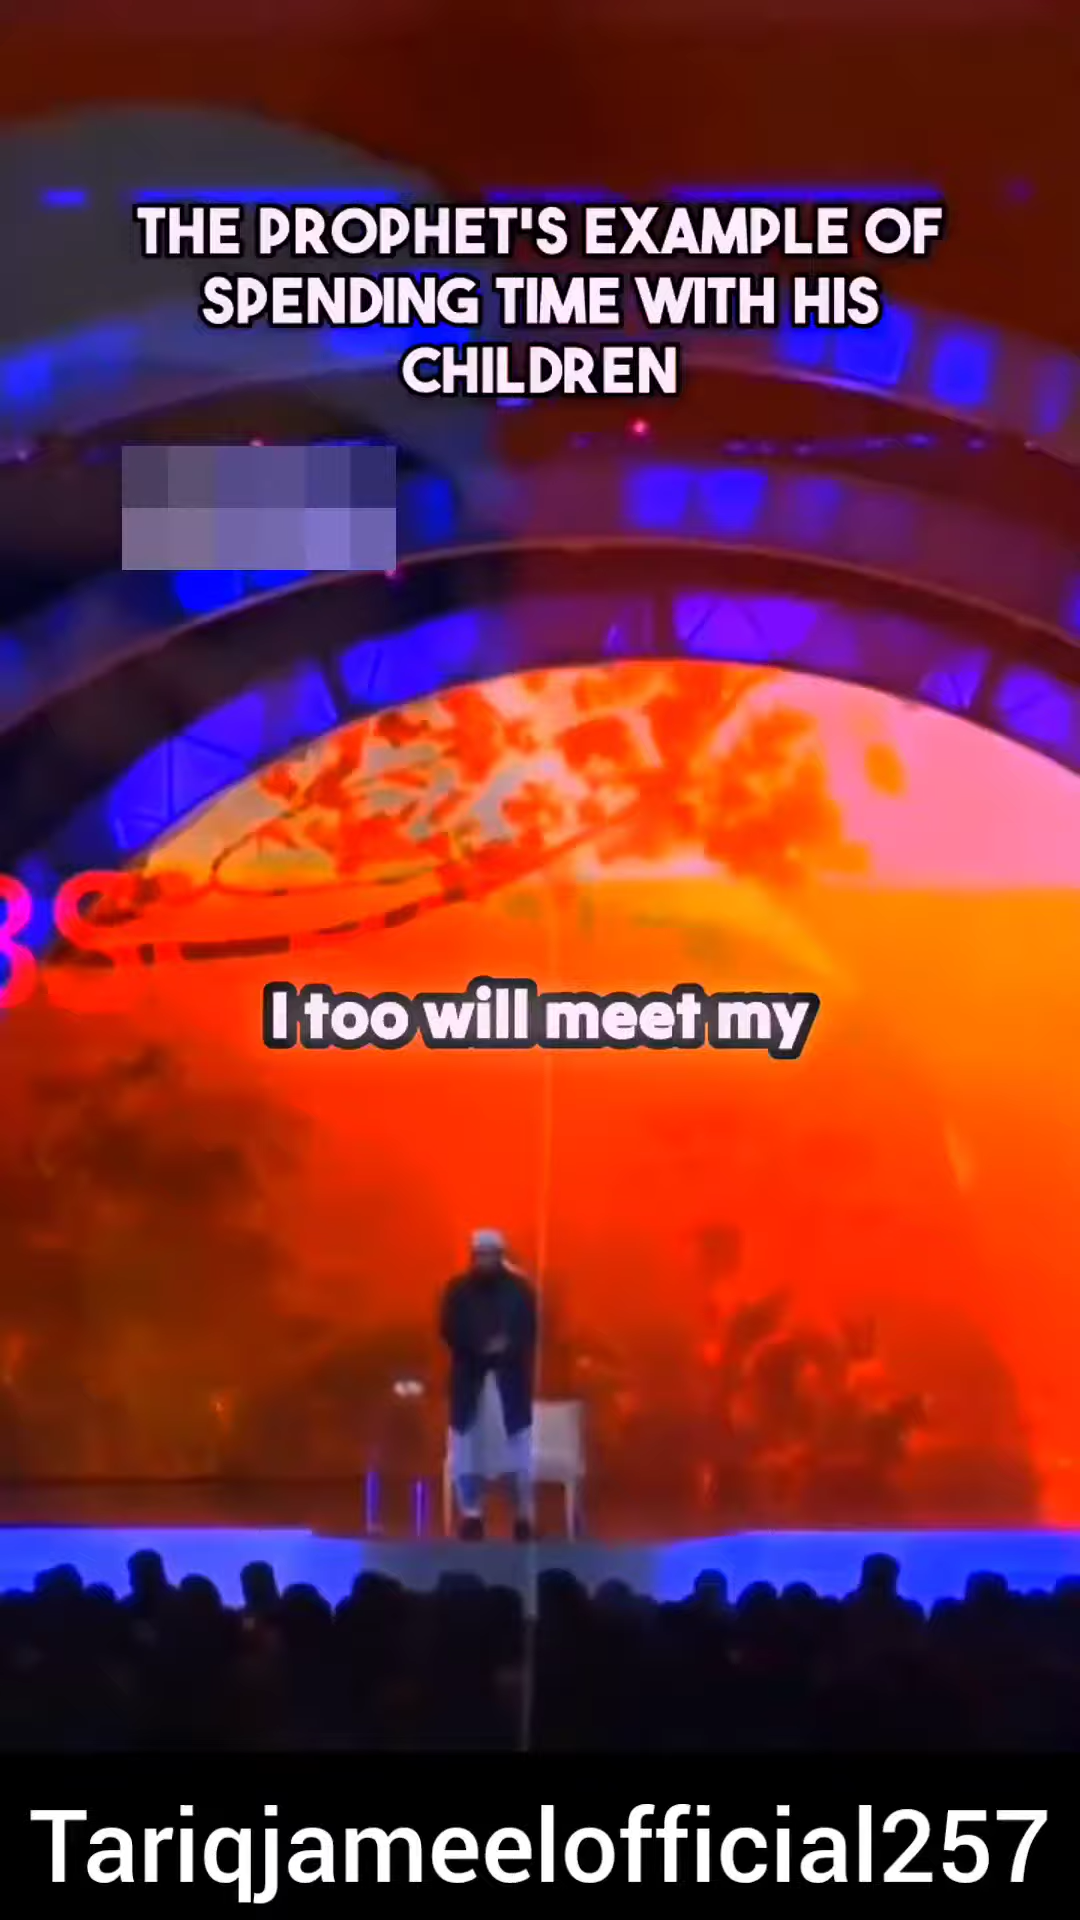 THE PROPHET'S EXAMPLE OF
SPENDING TIME WITH HIS
CHILDREN
I too will meet my
Tariqjameelofficial257